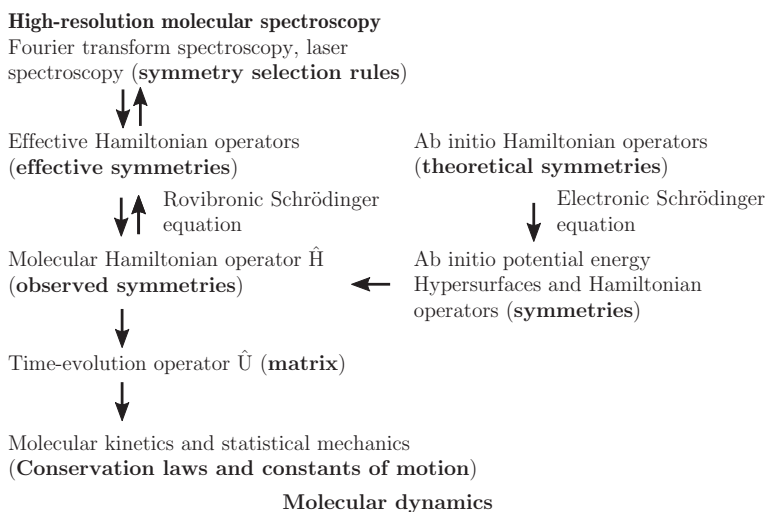 High-resolution molecular spectroscopy
Fourier transform spectroscopy, laser
spectroscopy (symmetry selection rules)
Effective Hamiltonian operators
(effective symmetries)
Ab initio Hamiltonian operators
(theoretical symmetries)
Rovibronic Schrödinger
equation
Electronic Schrödinger
equation
Molecular Hamiltonian operator Ĥ
(observed symmetries)
Ab initio potential energy
Hypersurfaces and Hamiltonian
operators (symmetries)
Time-evolution operator Û (matrix)
Molecular kinetics and statistical mechanics
(Conservation laws and constants of motion)
Molecular dynamics